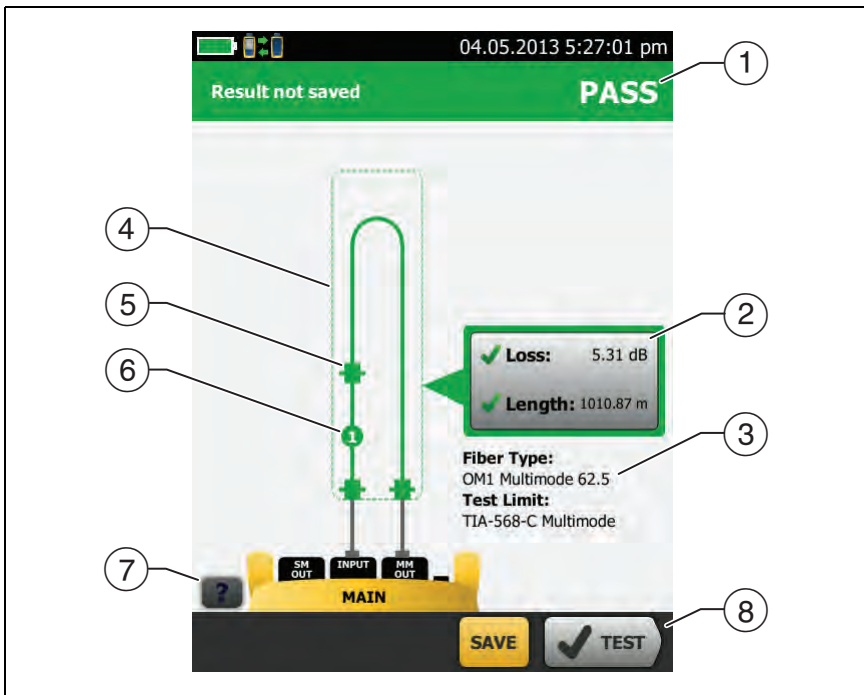 04.05.2013 5:27:01 pm
Result not saved
PASS
1
4
5
6
1
Loss: 5.31 dB
Length: 1010.87 m
2
Fiber Type:
OM1 Multimode 62.5
Test Limit:
TIA-568-C Multimode
3
SM OUT
INPUT
MM OUT
MAIN
7
?
SAVE
TEST
8